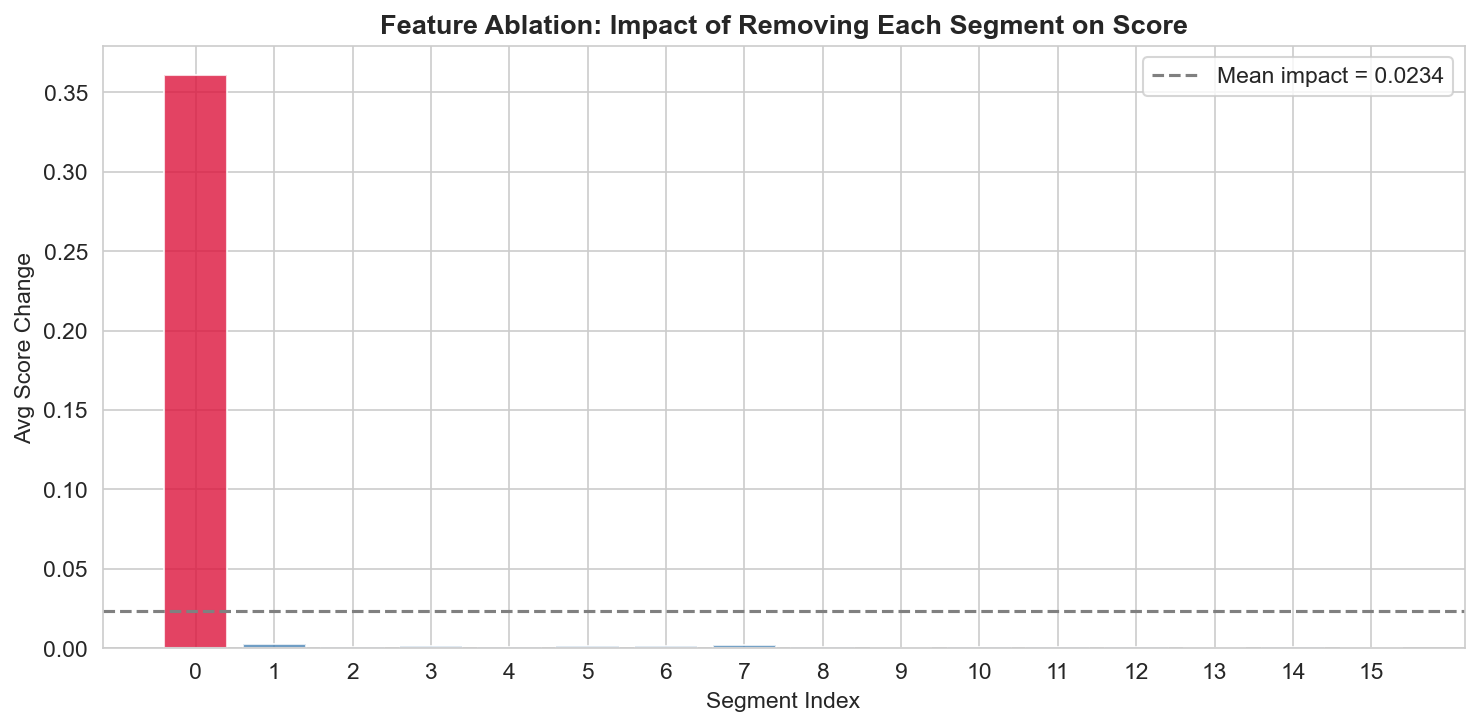 Feature Ablation: Impact of Removing Each Segment on Score
Mean impact = 0.0234
Avg Score Change
0.35
0.30
0.25
0.20
0.15
0.10
0.05
0.00
0 1 2 3 4 5 6 7 8 9 10 11 12 13 14 15
Segment Index